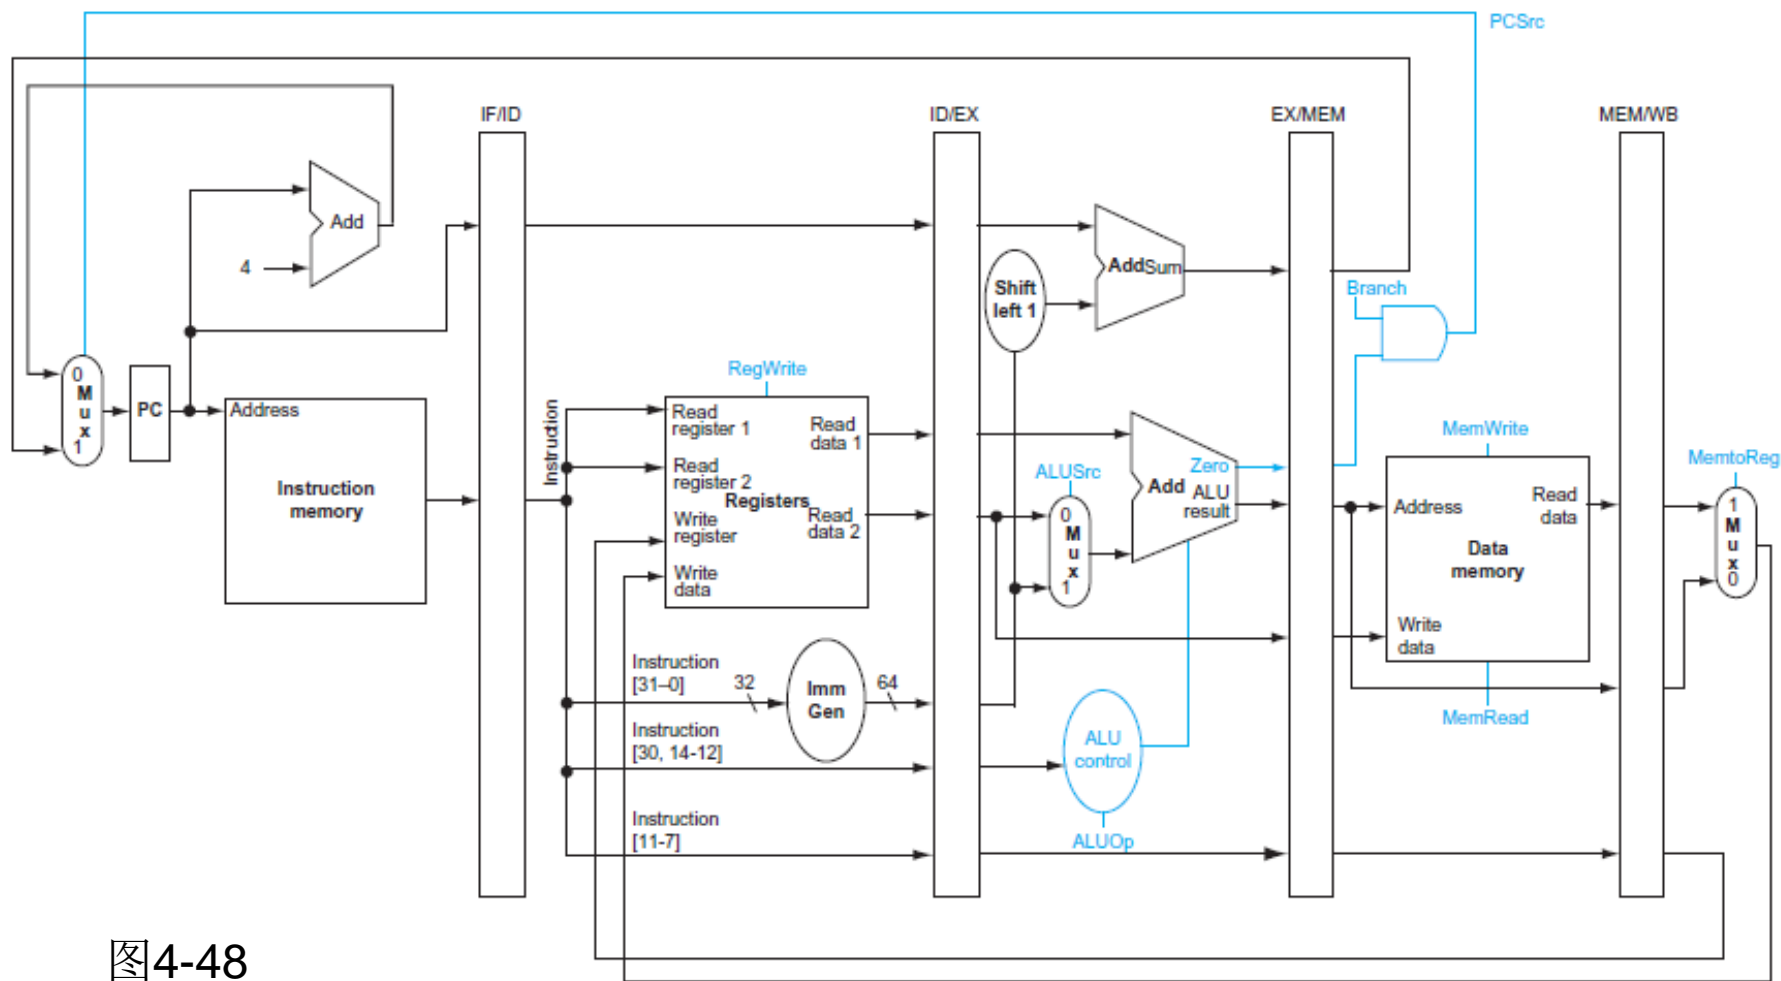 PCSrc
IF/ID
ID/EX
EX/MEM
MEM/WB
Add
4
Shift
left 1
AddSum
Branch
0
M
u
x
1
PC
Address
Instruction
memory
Instruction
RegWrite
Read
register 1
Read
register 2
Write
register
Write
data
Registers
Read
data 1
Read
data 2
ALUSrc
0
M
u
x
1
Zero
Add
ALU
result
MemWrite
Address
Read
data
Data
memory
Write
data
MemRead
MemtoReg
1
M
u
x
0
Instruction
[31–0]
32
Imm
Gen
64
Instruction
[30, 14-12]
ALU
control
Instruction
[11-7]
ALUOp
图4-48